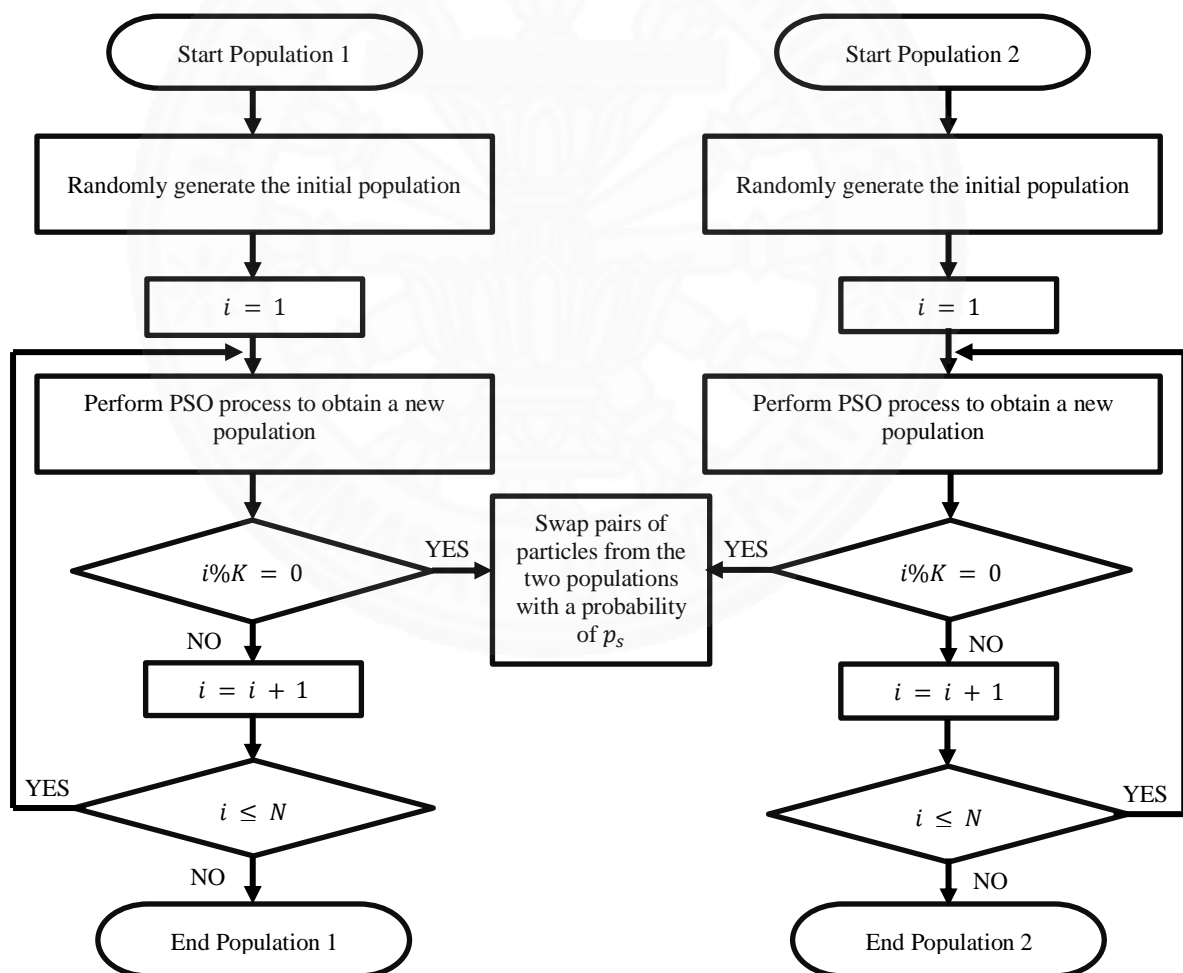 Start Population 1
Randomly generate the initial population
i = 1
Perform PSO process to obtain a new
population
i%K = 0
YES
NO
i = i + 1
i ≤ N
YES
NO
End Population 1
Swap pairs of
particles from the
two populations
with a probability
of pₛ
Start Population 2
Randomly generate the initial population
i = 1
Perform PSO process to obtain a new
population
YES
i%K = 0
NO
i = i + 1
i ≤ N
YES
NO
End Population 2